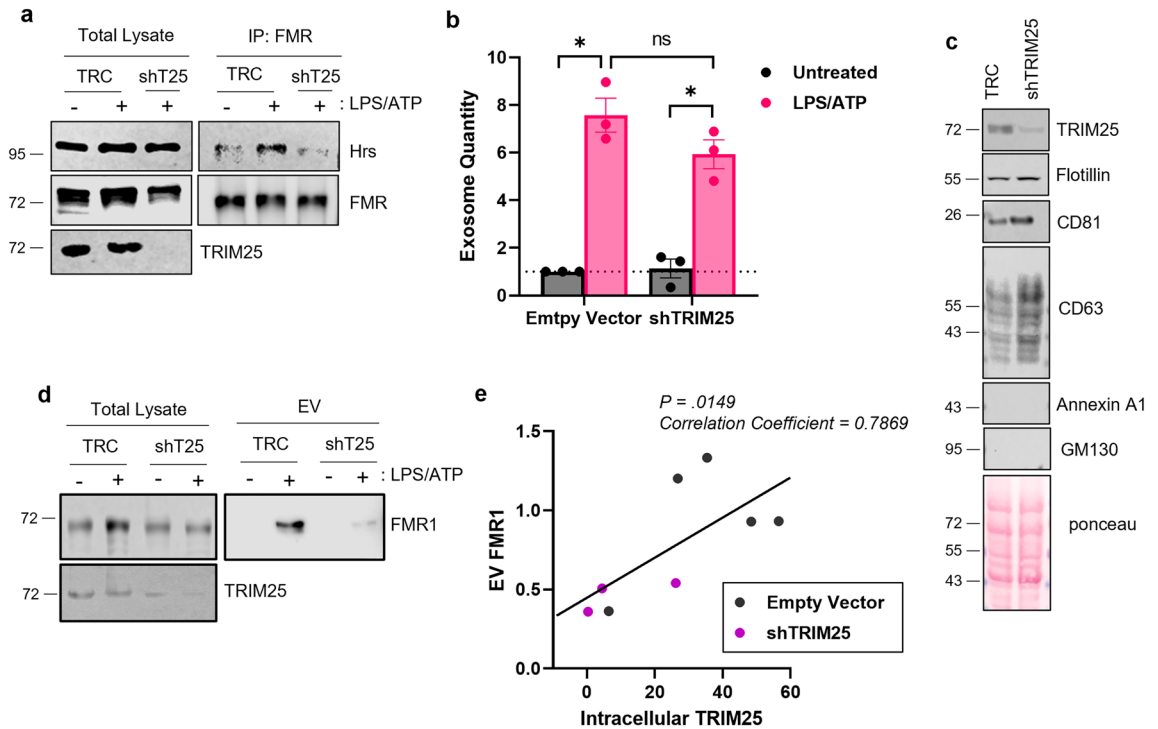 a
Total Lysate
IP: FMR
TRC
shT25
TRC
shT25
- + + - + + : LPS/ATP
95
Hrs
72
FMR
72
TRIM25
b
Exosome Quantity
10
8
6
4
2
0
*
ns
*
Untreated
LPS/ATP
Emtpy Vector
shTRIM25
c
TRC
shTRIM25
72
TRIM25
55
Flotillin
26
CD81
55
43
CD63
43
Annexin A1
95
GM130
72
55
43
ponceau
d
Total Lysate
EV
TRC
shT25
TRC
shT25
- + - + - + - + : LPS/ATP
72
FMR1
72
TRIM25
e
P = .0149
Correlation Coefficient = 0.7869
EV FMR1
1.5
1.0
0.5
0.0
0
20
40
60
Intracellular TRIM25
Empty Vector
shTRIM25